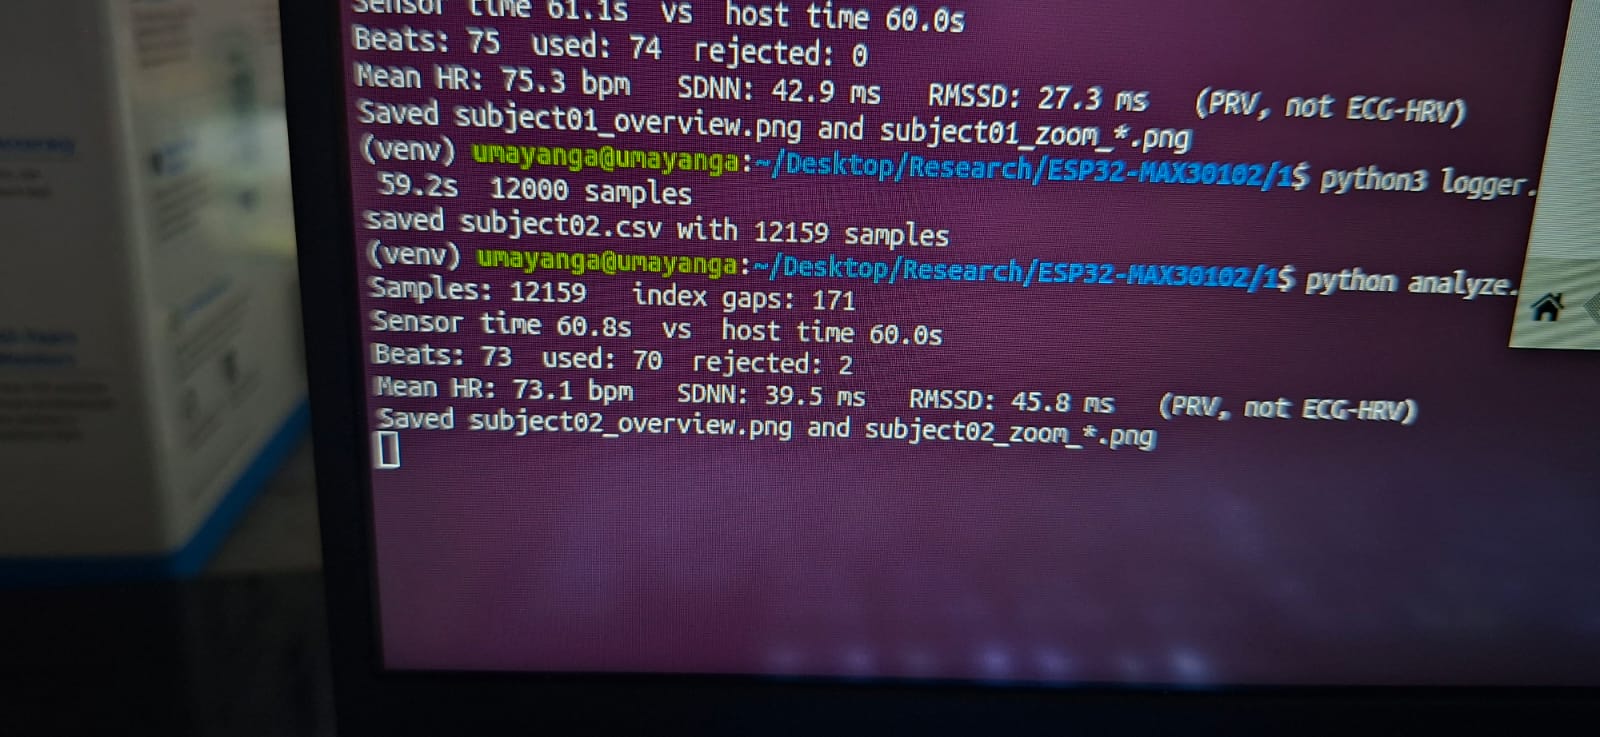 Sensor time 61.1s  vs  host time 60.0s
Beats: 75  used: 74  rejected: 0
Mean HR: 75.3 bpm   SDNN: 42.9 ms   RMSSD: 27.3 ms   (PRV, not ECG-HRV)
Saved subject01_overview.png and subject01_zoom_*.png
(venv) umayanga@umayanga:~/Desktop/Research/ESP32-MAX30102/1$ python3 logger.
59.2s  12000 samples
saved subject02.csv with 12159 samples
(venv) umayanga@umayanga:~/Desktop/Research/ESP32-MAX30102/1$ python analyze.
Samples: 12159   index gaps: 171
Sensor time 60.8s  vs  host time 60.0s
Beats: 73  used: 70  rejected: 2
Mean HR: 73.1 bpm   SDNN: 39.5 ms   RMSSD: 45.8 ms   (PRV, not ECG-HRV)
Saved subject02_overview.png and subject02_zoom_*.png